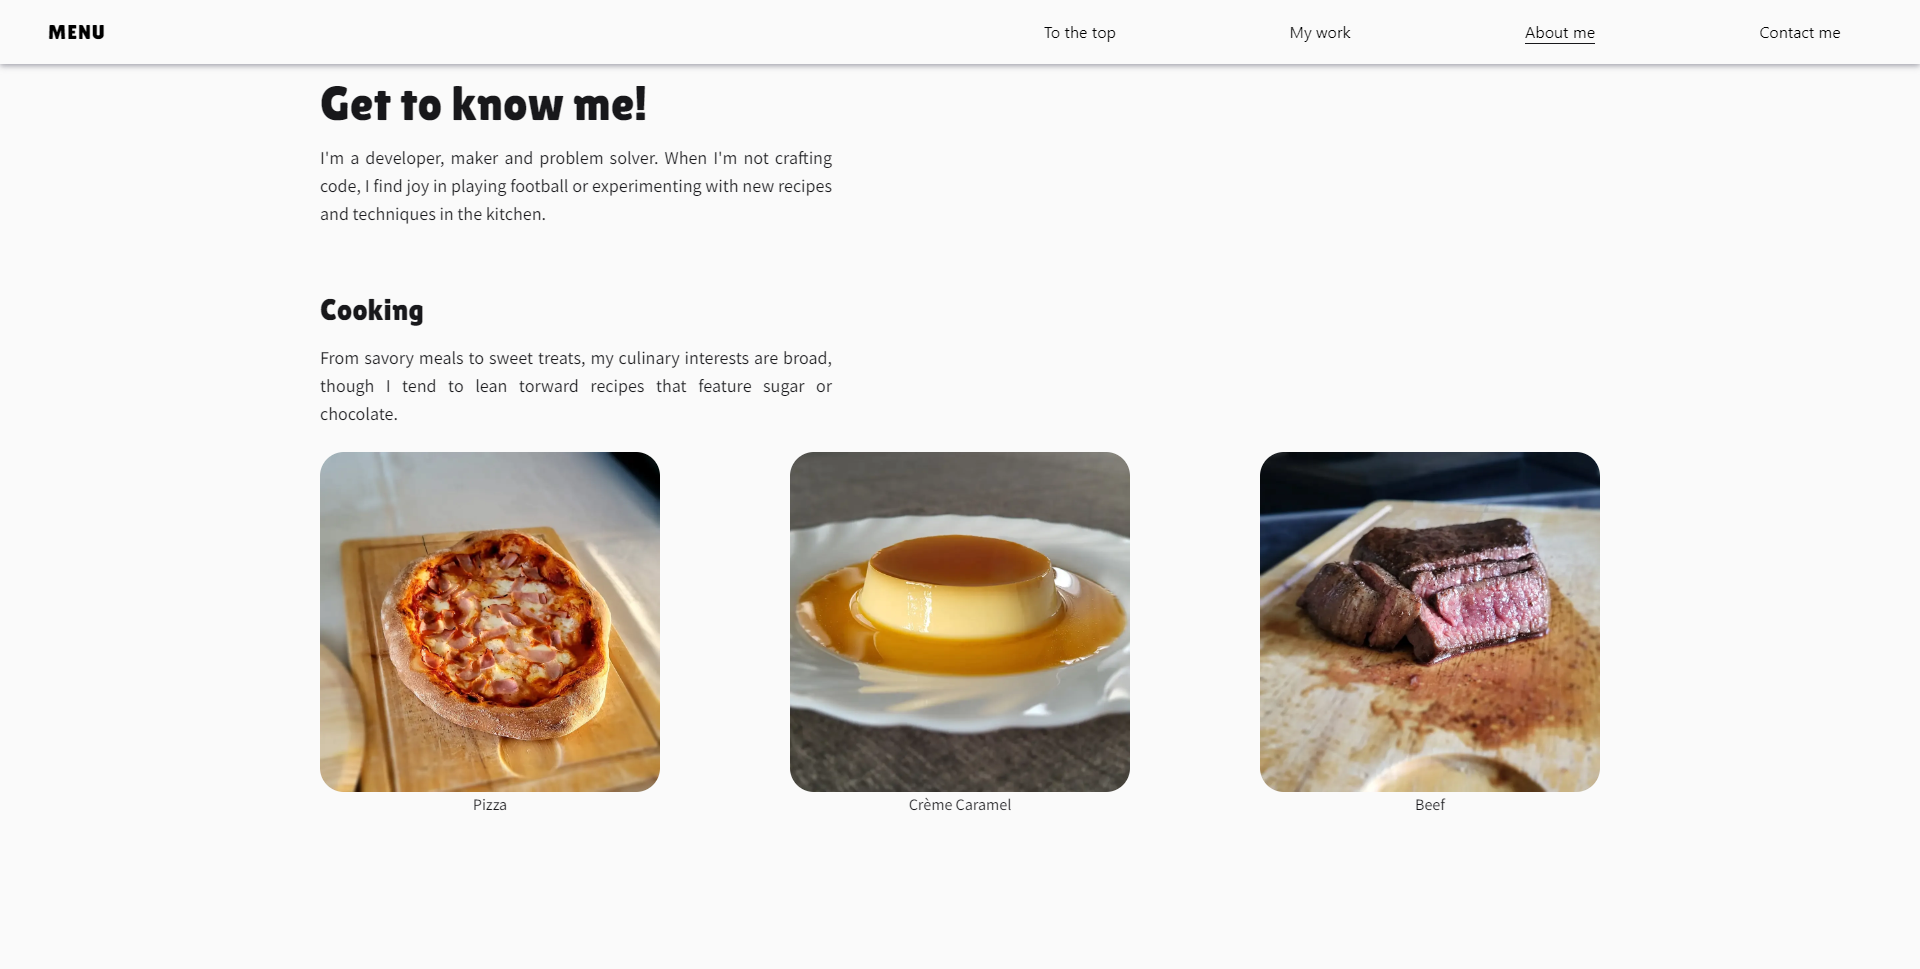 MENU
To the top
My work
About me
Contact me
Get to know me!
I'm a developer, maker and problem solver. When I'm not crafting
code, I find joy in playing football or experimenting with new recipes
and techniques in the kitchen.
Cooking
From savory meals to sweet treats, my culinary interests are broad,
though I tend to lean torward recipes that feature sugar or
chocolate.
Pizza
Crème Caramel
Beef